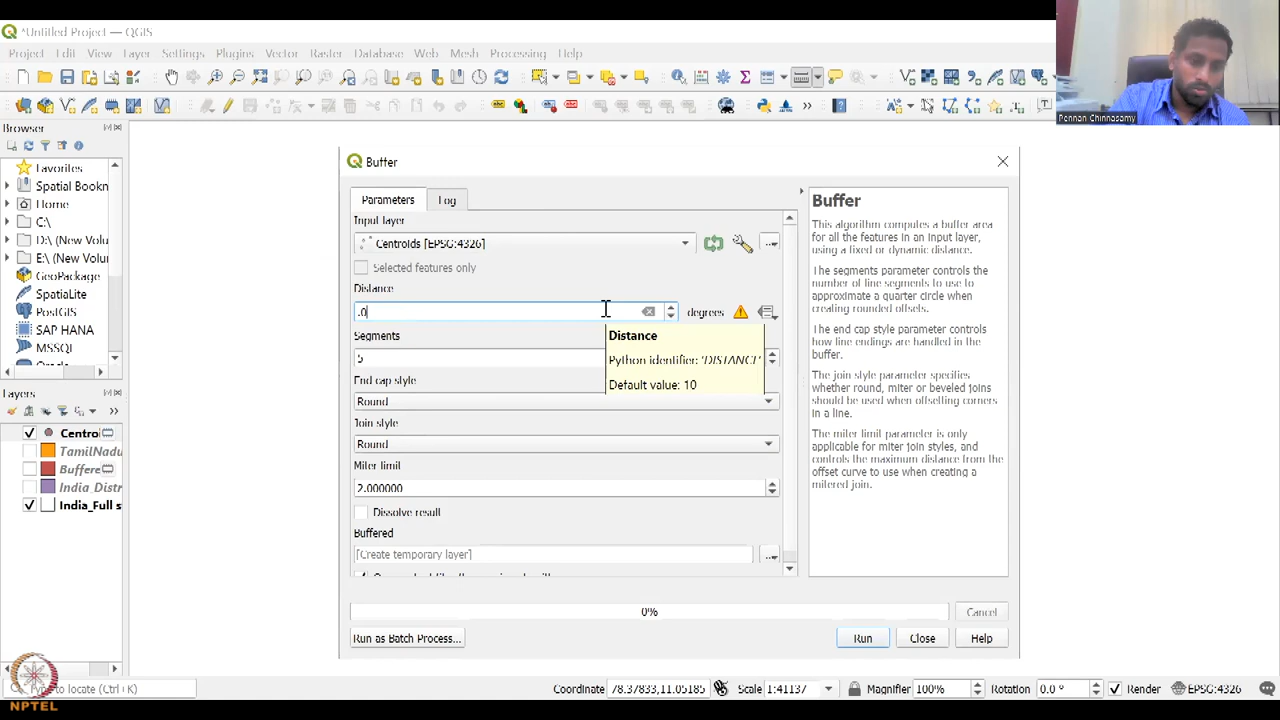 *Untitled Project — QGIS
Project Edit View Layer Settings Plugins Vector Raster Database Web Mesh Processing Help
Pennan Chinnasamy
Browser
Favorites
Spatial Bookn
Home
C:\
D:\ (New Volu
E:\ (New Volu
GeoPackage
SpatiaLite
PostGIS
SAP HANA
MSSQL
Layers
Centroi
TamilNadu
Buffere
India_Distri
India_Full s
Buffer
Parameters
Log
Input layer
Centroids [EPSG:4326]
Selected features only
Distance
.0
degrees
Segments
5
Distance
Python identifier: 'DISTANCE'
Default value: 10
End cap style
Round
Join style
Round
Miter limit
2.000000
Dissolve result
Buffered
[Create temporary layer]
0%
Cancel
Run as Batch Process...
Run
Close
Help
Buffer
This algorithm computes a buffer area
for all the features in an input layer,
using a fixed or dynamic distance.
The segments parameter controls the
number of line segments to use to
approximate a quarter circle when
creating rounded offsets.
The end cap style parameter controls
how line endings are handled in the
buffer.
The join style parameter specifies
whether round, miter or beveled joins
should be used when offsetting corners
in a line.
The miter limit parameter is only
applicable for miter join styles, and
controls the maximum distance from the
offset curve to use when creating a
mitered join.
Type to locate (Ctrl+K)
Coordinate 78.37833,11.05185 Scale 1:41137 Magnifier 100% Rotation 0.0 ° Render EPSG:4326
NPTEL